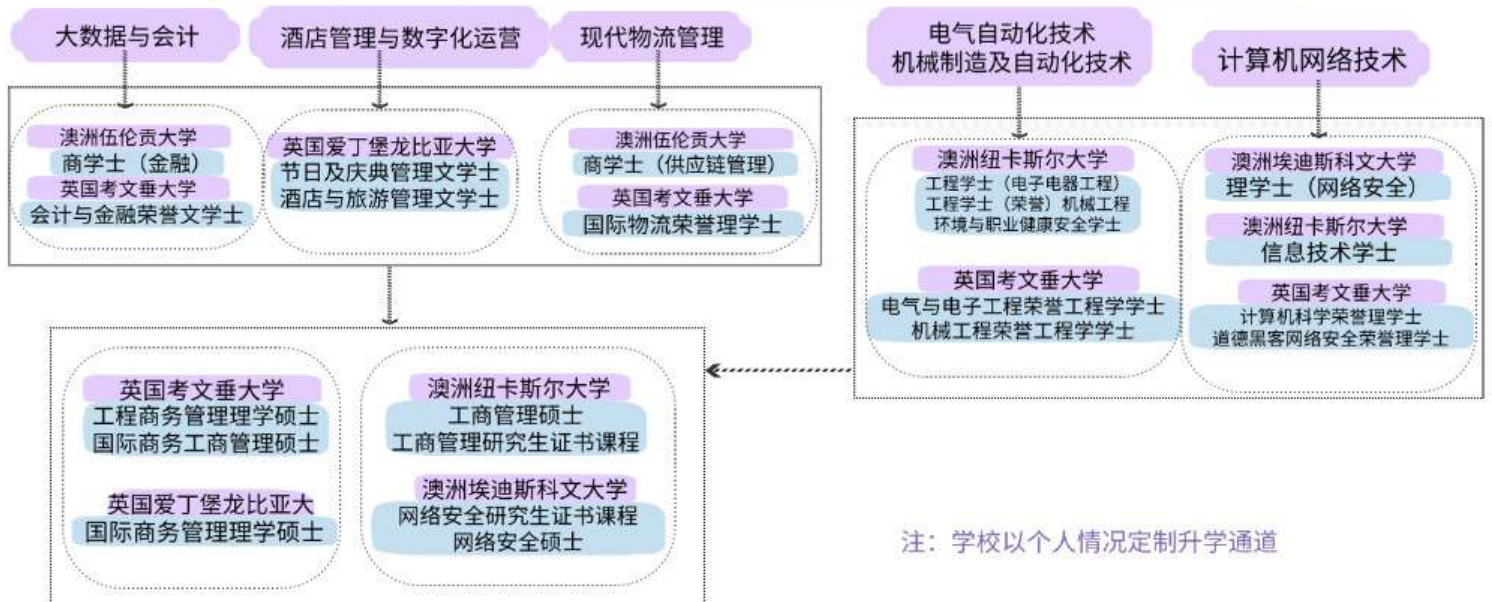 大数据与会计
澳洲伍伦贡大学
商学士（金融）
英国考文垂大学
会计与金融荣誉文学士
酒店管理与数字化运营
英国爱丁堡龙比亚大学
节日及庆典管理文学士
酒店与旅游管理文学士
现代物流管理
澳洲伍伦贡大学
商学士（供应链管理）
英国考文垂大学
国际物流荣誉理学士
电气自动化技术
机械制造及自动化技术
澳洲纽卡斯尔大学
工程学士（电子电器工程）
工程学士（荣誉）机械工程
环境与职业健康安全学士
英国考文垂大学
电气与电子工程荣誉工程学学士
机械工程荣誉工程学学士
计算机网络技术
澳洲埃迪斯科文大学
理学士（网络安全）
澳洲纽卡斯尔大学
信息技术学士
英国考文垂大学
计算机科学荣誉理学士
道德黑客网络安全荣誉理学士
英国考文垂大学
工程商务管理理学硕士
国际商务工商管理硕士
英国爱丁堡龙比亚大
国际商务管理理学硕士
澳洲纽卡斯尔大学
工商管理硕士
工商管理研究生证书课程
澳洲埃迪斯科文大学
网络安全研究生证书课程
网络安全硕士
注：学校以个人情况定制升学通道